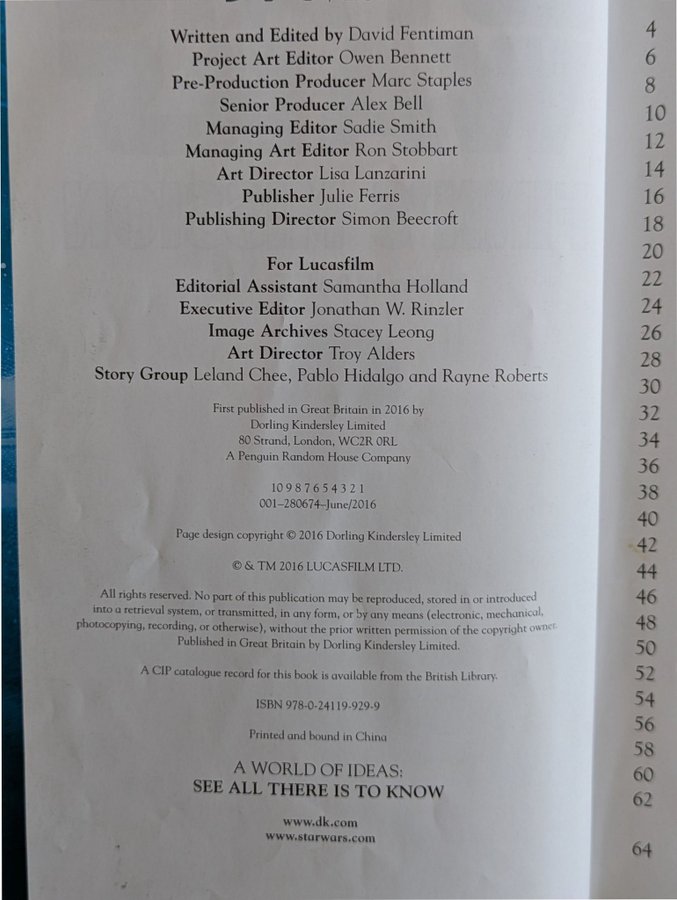 Written and Edited by David Fentiman
Project Art Editor Owen Bennett
Pre-Production Producer Marc Staples
Senior Producer Alex Bell
Managing Editor Sadie Smith
Managing Art Editor Ron Stobbart
Art Director Lisa Lanzarini
Publisher Julie Ferris
Publishing Director Simon Beecroft
For Lucasfilm
Editorial Assistant Samantha Holland
Executive Editor Jonathan W. Rinzler
Image Archives Stacey Leong
Art Director Troy Alders
Story Group Leland Chee, Pablo Hidalgo and Rayne Roberts
First published in Great Britain in 2016 by
Dorling Kindersley Limited
80 Strand, London, WC2R 0RL
A Penguin Random House Company
10 9 8 7 6 5 4 3 2 1
001–280674–June/2016
Page design copyright © 2016 Dorling Kindersley Limited
© & TM 2016 LUCASFILM LTD.
All rights reserved. No part of this publication may be reproduced, stored in or introduced
into a retrieval system, or transmitted, in any form, or by any means (electronic, mechanical,
photocopying, recording, or otherwise), without the prior written permission of the copyright owner.
Published in Great Britain by Dorling Kindersley Limited.
A CIP catalogue record for this book is available from the British Library.
ISBN 978-0-24119-929-9
Printed and bound in China
A WORLD OF IDEAS:
SEE ALL THERE IS TO KNOW
www.dk.com
www.starwars.com
4
6
8
10
12
14
16
18
20
22
24
26
28
30
32
34
36
38
40
42
44
46
48
50
52
54
56
58
60
62
64